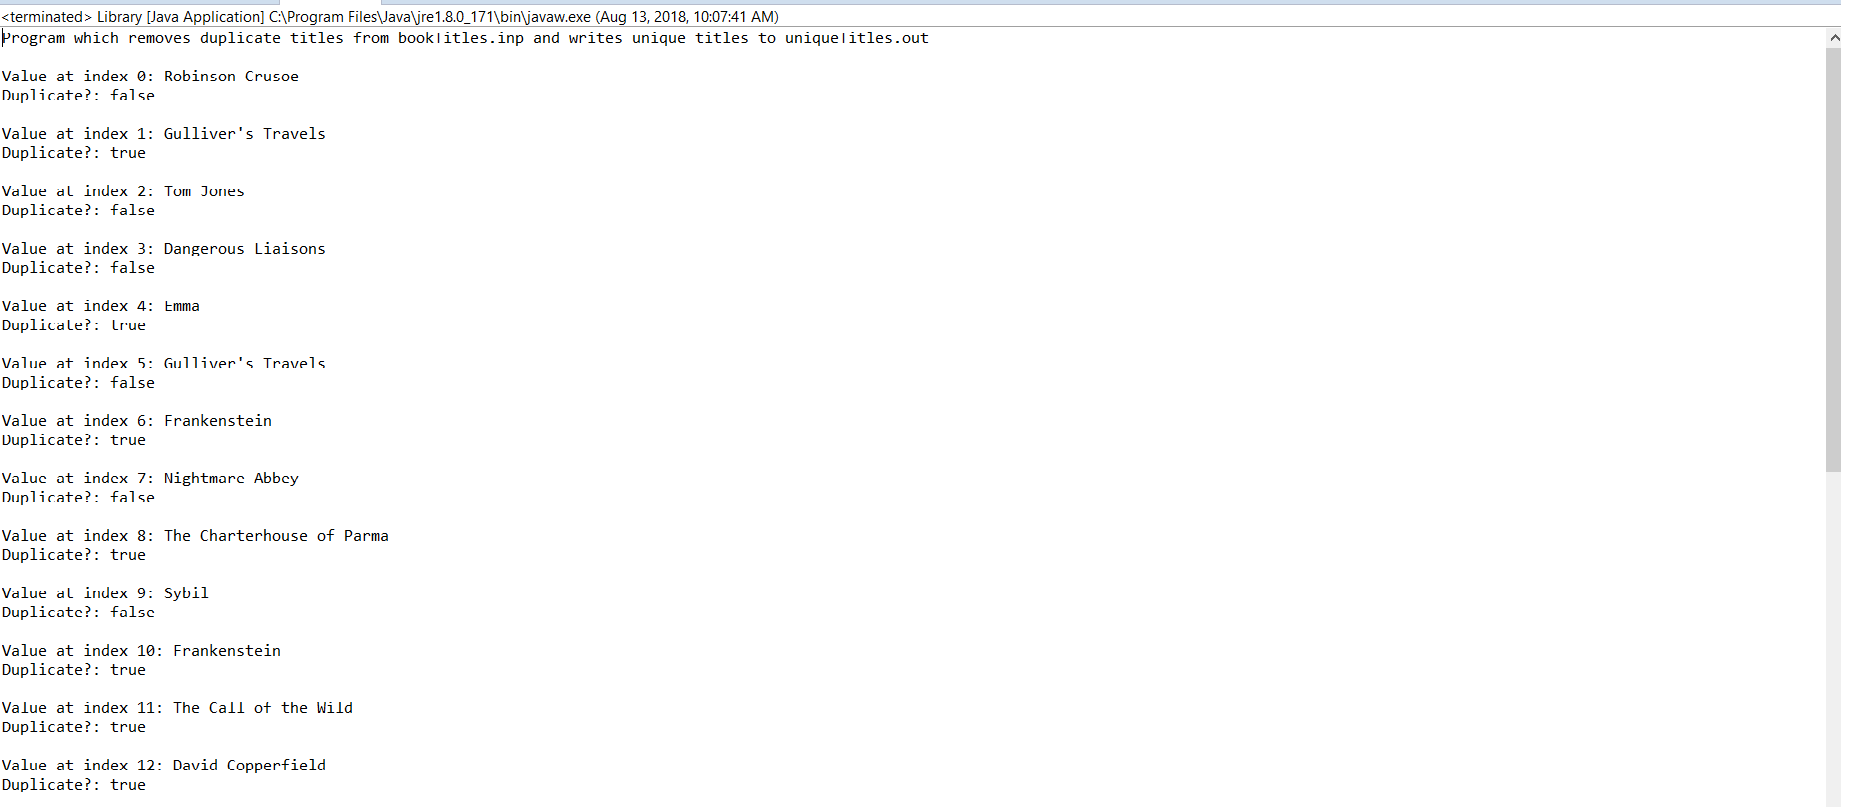 <terminated> Library [Java Application] C:\Program Files\Java\jre1.8.0_171\bin\javaw.exe (Aug 13, 2018, 10:07:41 AM)
Program which removes duplicate titles from bookTitles.inp and writes unique titles to uniqueTitles.out
Value at index 0: Robinson Crusoe
Duplicate?: false
Value at index 1: Gulliver's Travels
Duplicate?: true
Value at index 2: Tom Jones
Duplicate?: false
Value at index 3: Dangerous Liaisons
Duplicate?: false
Value at index 4: Emma
Duplicate?: true
Value at index 5: Gulliver's Travels
Duplicate?: false
Value at index 6: Frankenstein
Duplicate?: true
Value at index 7: Nightmare Abbey
Duplicate?: false
Value at index 8: The Charterhouse of Parma
Duplicate?: true
Value at index 9: Sybil
Duplicate?: false
Value at index 10: Frankenstein
Duplicate?: true
Value at index 11: The Call of the Wild
Duplicate?: true
Value at index 12: David Copperfield
Duplicate?: true